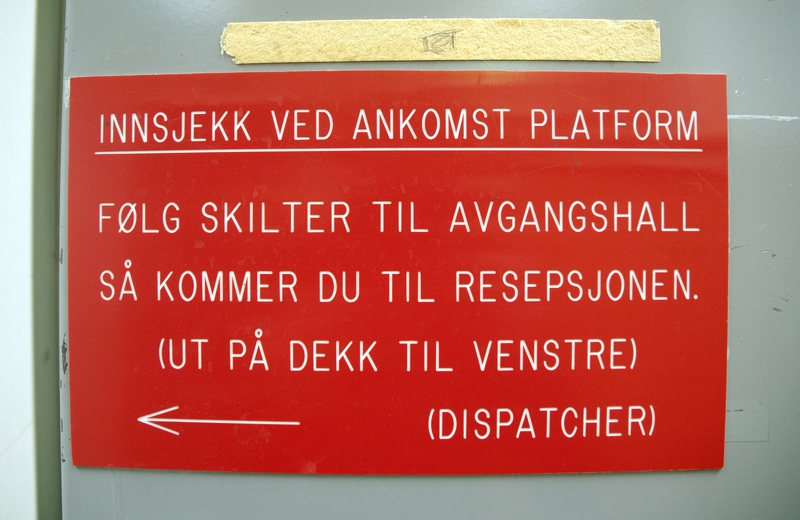 INNSJEKK VED ANKOMST PLATFORM
FØLG SKILTER TIL AVGANGSHALL
SÅ KOMMER DU TIL RESEPSJONEN.
(UT PÅ DEKK TIL VENSTRE)
(DISPATCHER)